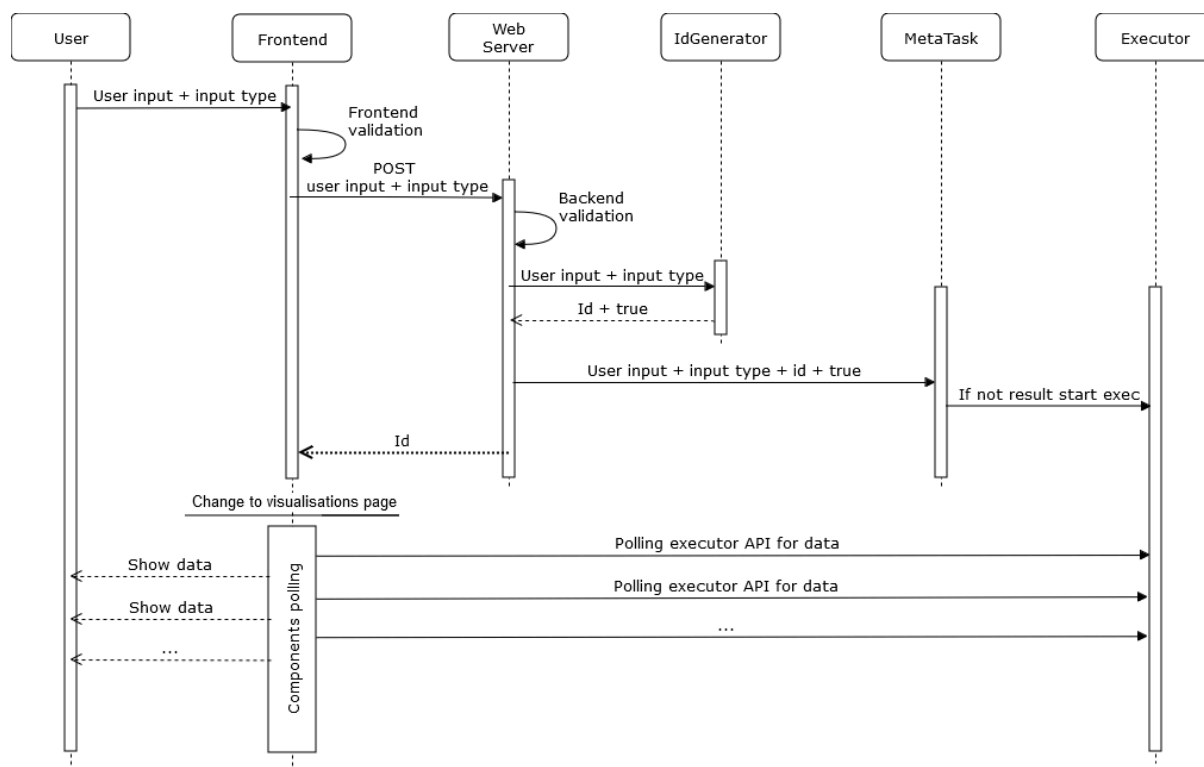 User
Frontend
Web
Server
IdGenerator
MetaTask
Executor
User input + input type
Frontend
validation
POST
user input + input type
Backend
validation
User input + input type
Id + true
User input + input type + id + true
If not result start exec
Id
Change to visualisations page
Components polling
Polling executor API for data
Show data
Polling executor API for data
Show data
...
...